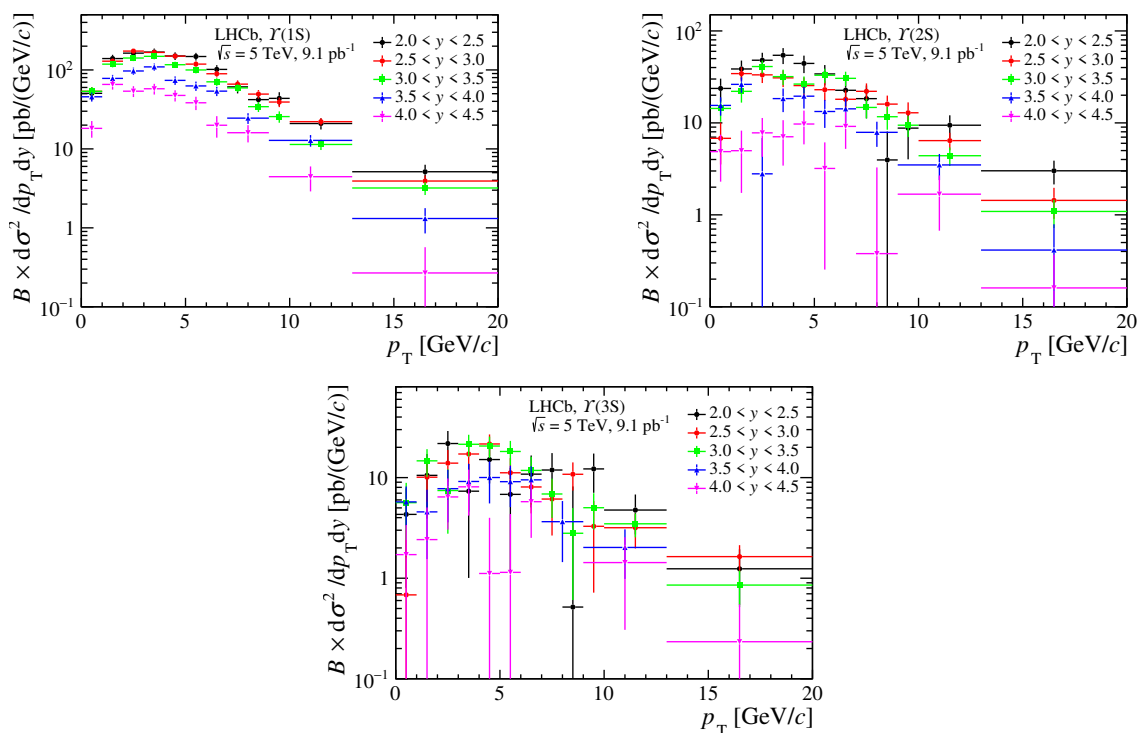 B × dσ² /dp_T dy [pb/(GeV/c)]
10²
10
1
10⁻¹
LHCb, ϒ(1S)
√s = 5 TeV, 9.1 pb⁻¹
2.0 < y < 2.5
2.5 < y < 3.0
3.0 < y < 3.5
3.5 < y < 4.0
4.0 < y < 4.5
0 5 10 15 20
p_T [GeV/c]
B × dσ² /dp_T dy [pb/(GeV/c)]
10²
10
1
10⁻¹
LHCb, ϒ(2S)
√s = 5 TeV, 9.1 pb⁻¹
2.0 < y < 2.5
2.5 < y < 3.0
3.0 < y < 3.5
3.5 < y < 4.0
4.0 < y < 4.5
0 5 10 15 20
p_T [GeV/c]
B × dσ² /dp_T dy [pb/(GeV/c)]
10
1
10⁻¹
LHCb, ϒ(3S)
√s = 5 TeV, 9.1 pb⁻¹
2.0 < y < 2.5
2.5 < y < 3.0
3.0 < y < 3.5
3.5 < y < 4.0
4.0 < y < 4.5
0 5 10 15 20
p_T [GeV/c]